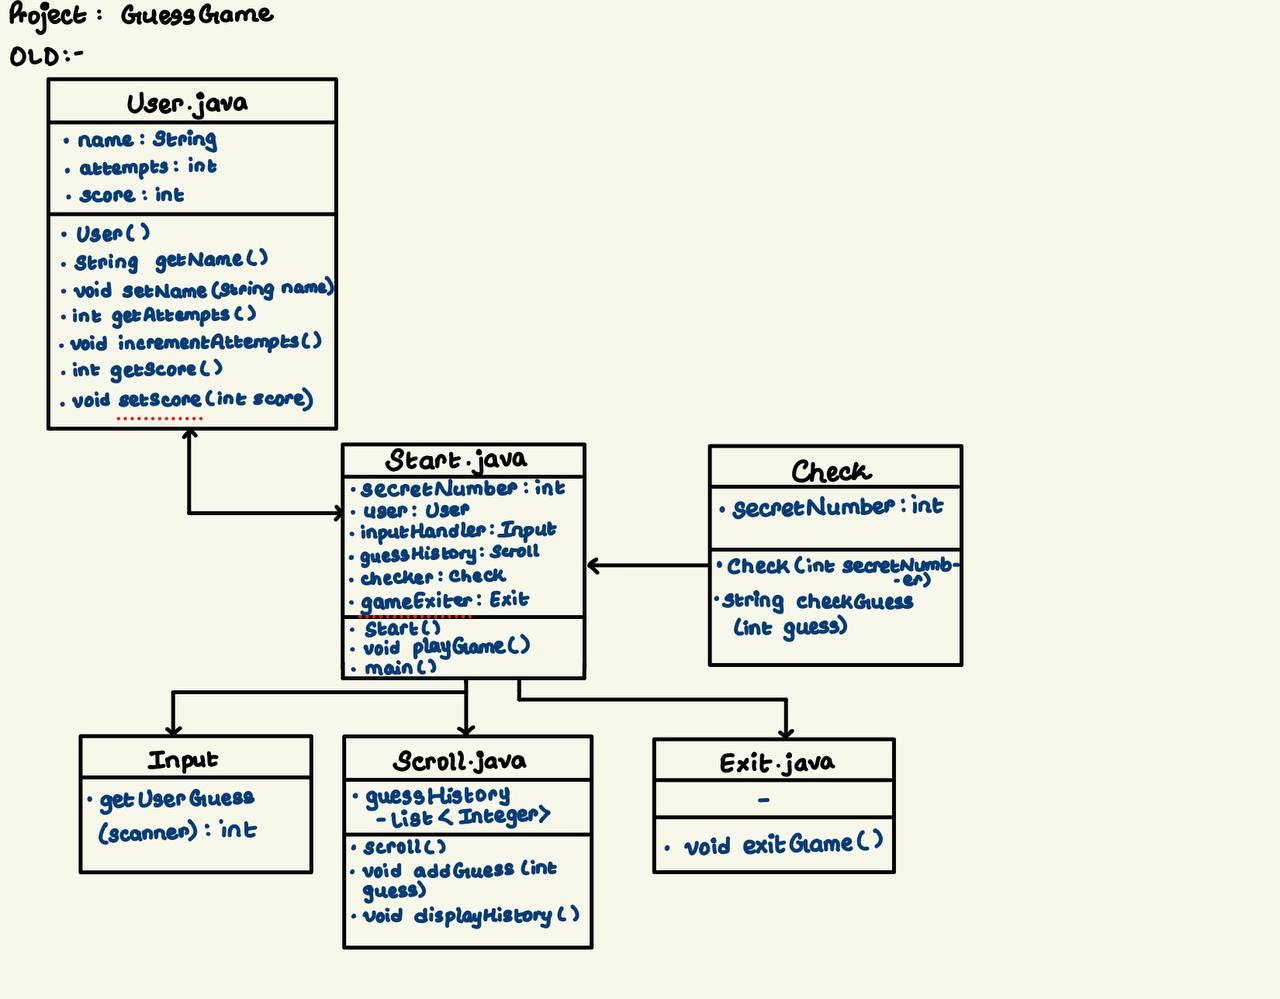 Project : GuessGame
OLD:-
User.java
• name : String
• attempts : int
• score : int
• User()
• String getName()
• void setName(String name)
• int getAttempts()
• void incrementAttempts()
• int getScore()
• void setScore(int score)
Start.java
• secretNumber : int
• user : User
• inputHandler : Input
• guessHistory : Scroll
• checker : Check
• gameExiter : Exit
• Start()
• void playGame()
• main()
Check
• secretNumber : int
• Check(int secretNumb-
-er)
• String checkGuess
(int guess)
Input
• getUserGuess
(scanner) : int
Scroll.java
• guessHistory
- List<Integer>
• scroll()
• void addGuess (int
guess)
• void displayHistory()
Exit.java
-
• void exitGame()